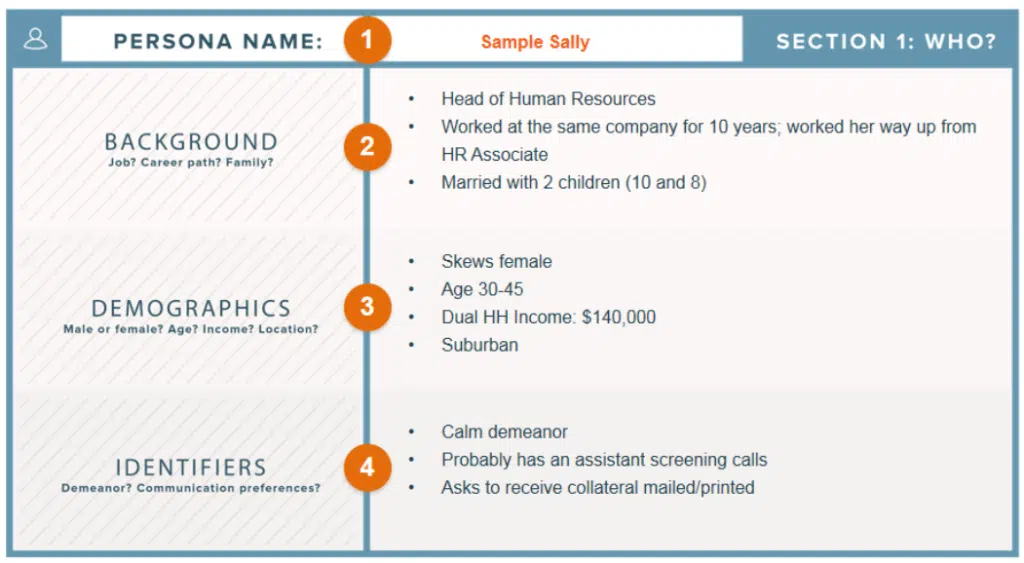 PERSONA NAME: 1 Sample Sally SECTION 1: WHO?
BACKGROUND
Job? Career path? Family?
2
• Head of Human Resources
• Worked at the same company for 10 years; worked her way up from
HR Associate
• Married with 2 children (10 and 8)
DEMOGRAPHICS
Male or female? Age? Income? Location?
3
• Skews female
• Age 30-45
• Dual HH Income: $140,000
• Suburban
IDENTIFIERS
Demeanor? Communication preferences?
4
• Calm demeanor
• Probably has an assistant screening calls
• Asks to receive collateral mailed/printed